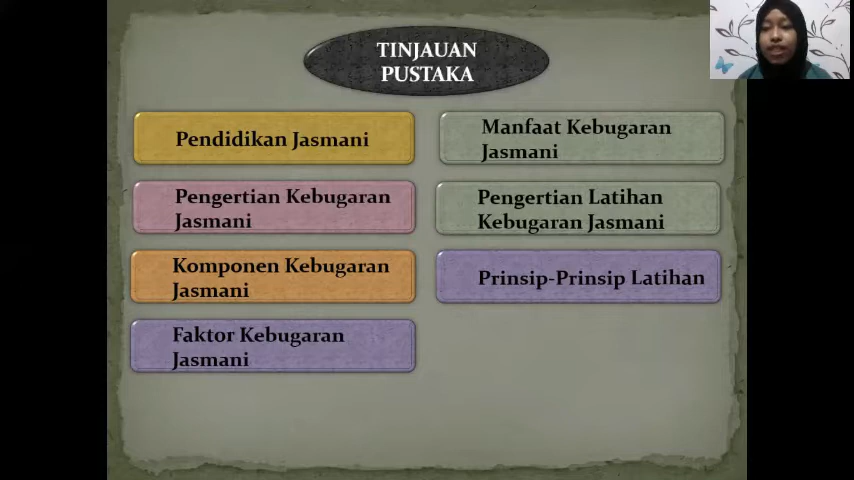 TINJAUAN
PUSTAKA
Pendidikan Jasmani
Pengertian Kebugaran
Jasmani
Komponen Kebugaran
Jasmani
Faktor Kebugaran
Jasmani
Manfaat Kebugaran
Jasmani
Pengertian Latihan
Kebugaran Jasmani
Prinsip-Prinsip Latihan